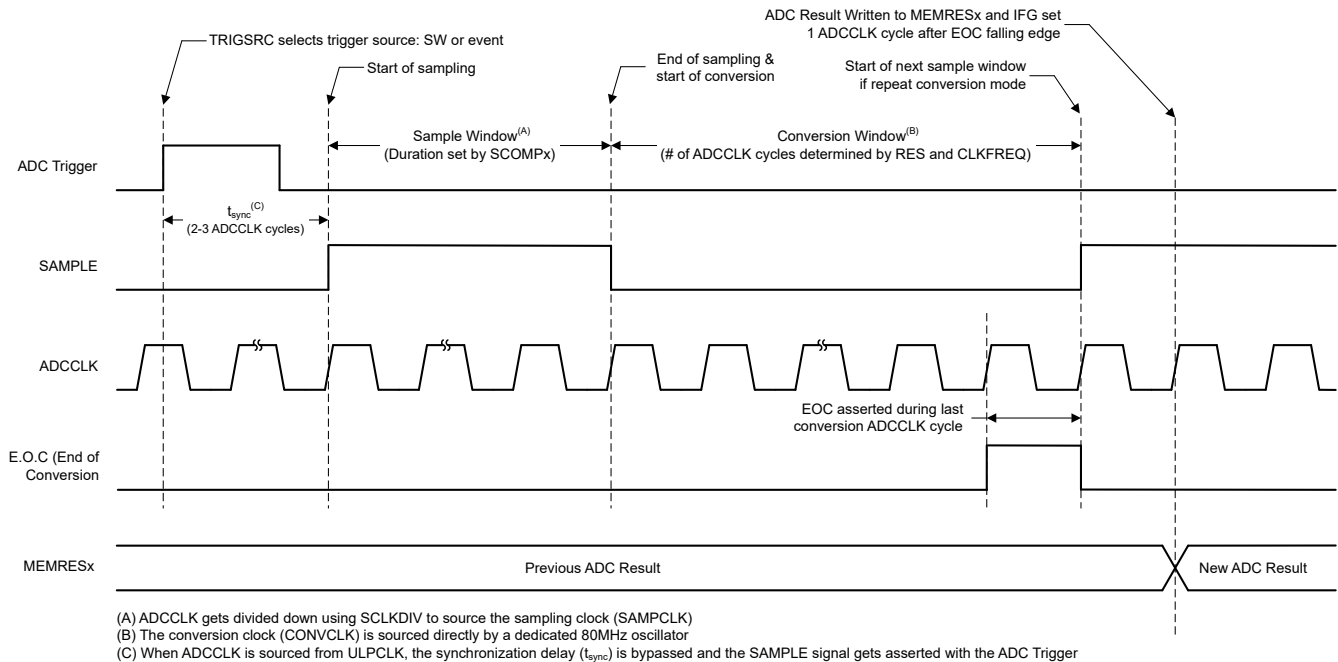 ADC Result Written to MEMRESx and IFG set
1 ADCCLK cycle after EOC falling edge
TRIGSRC selects trigger source: SW or event
Start of sampling
End of sampling &
start of conversion
Start of next sample window
if repeat conversion mode
Sample Window(A)
(Duration set by SCOMPx)
Conversion Window(B)
(# of ADCCLK cycles determined by RES and CLKFREQ)
ADC Trigger
tsync(C)
(2-3 ADCCLK cycles)
SAMPLE
ADCCLK
EOC asserted during last
conversion ADCCLK cycle
E.O.C (End of
Conversion
MEMRESx
Previous ADC Result
New ADC Result
(A) ADCCLK gets divided down using SCLKDIV to source the sampling clock (SAMPCLK)
(B) The conversion clock (CONVCLK) is sourced directly by a dedicated 80MHz oscillator
(C) When ADCCLK is sourced from ULPCLK, the synchronization delay (tsync) is bypassed and the SAMPLE signal gets asserted with the ADC Trigger